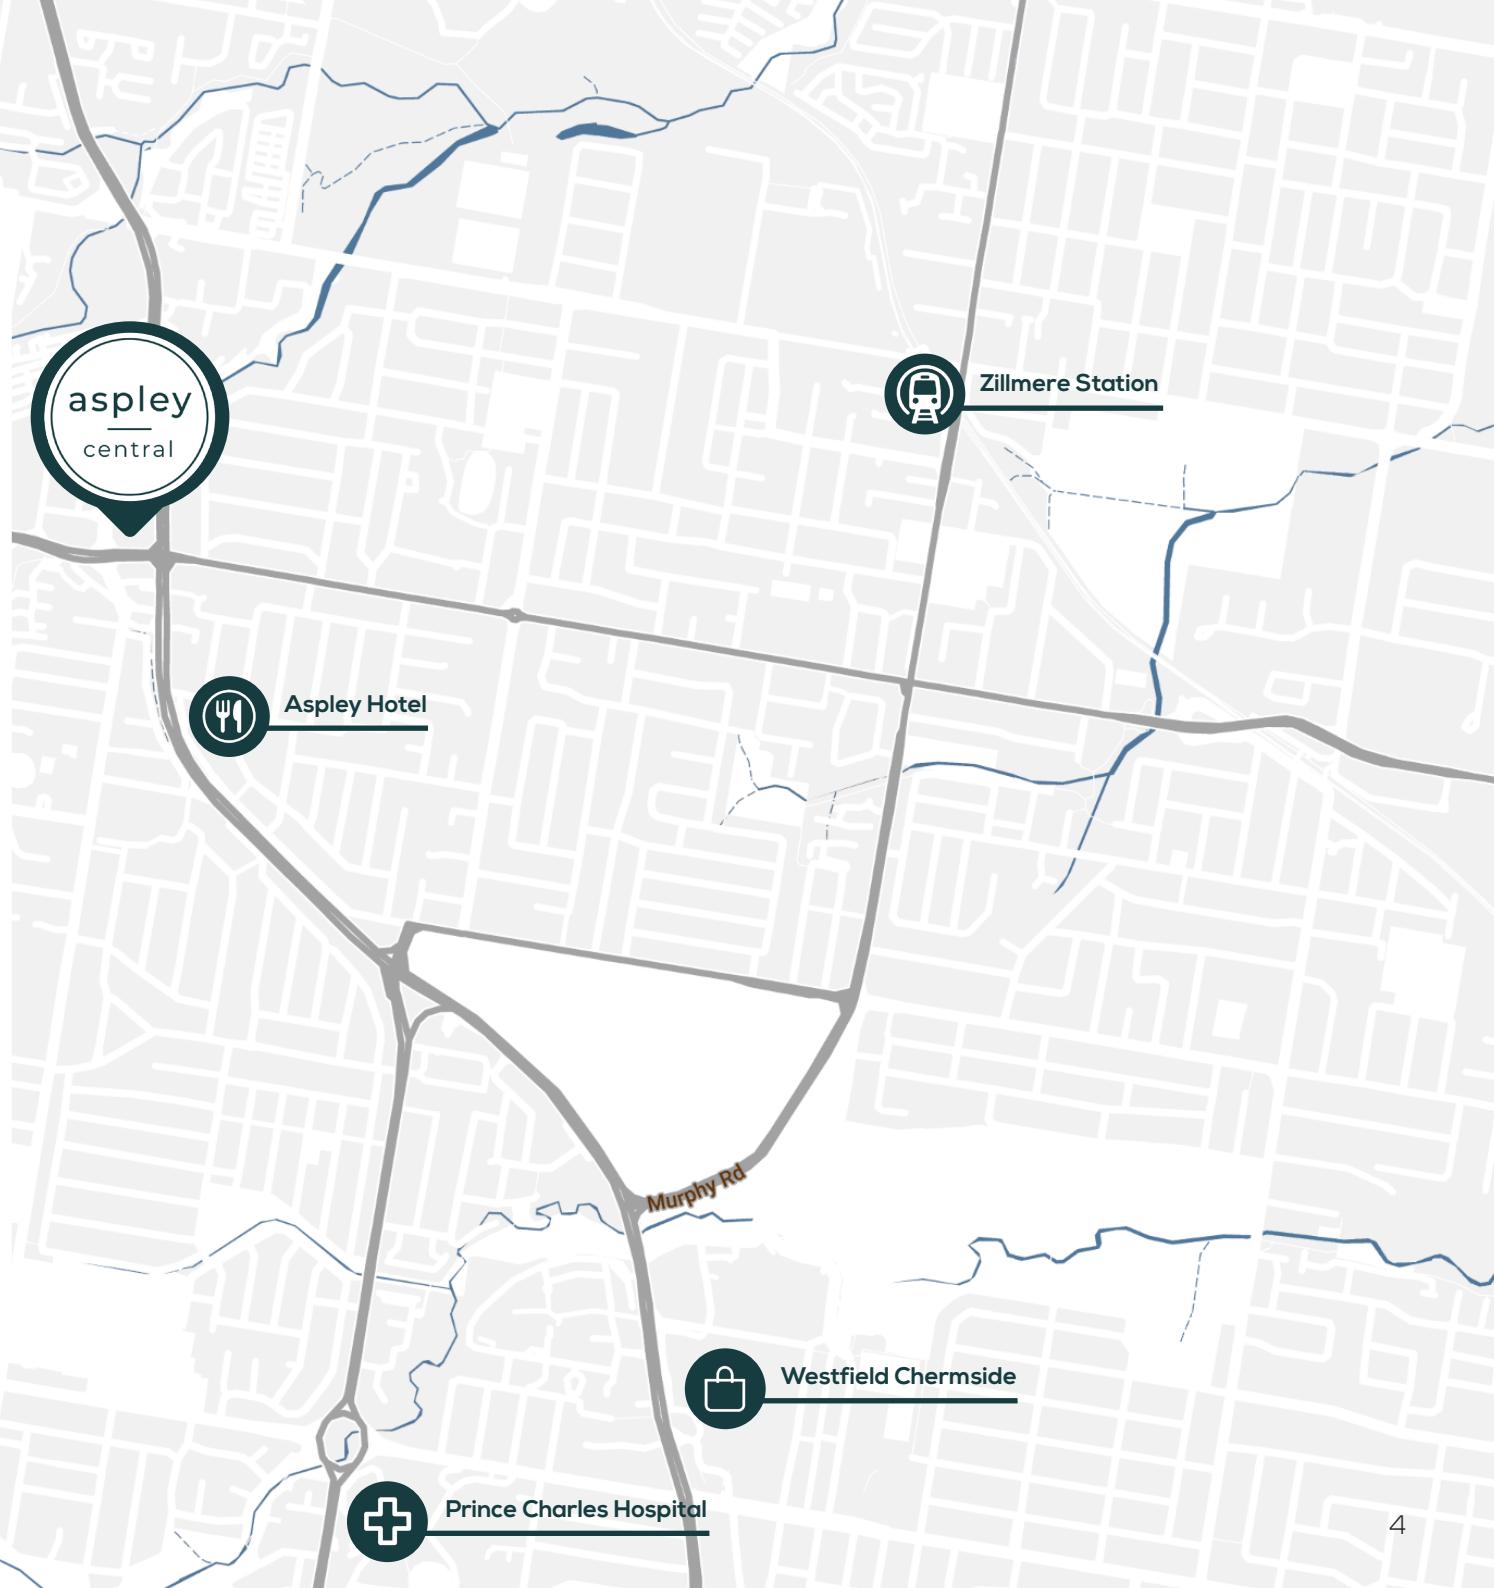 Zillmere Station
aspley
central
Aspley Hotel
Murphy Rd
Westfield Chermside
Prince Charles Hospital
4